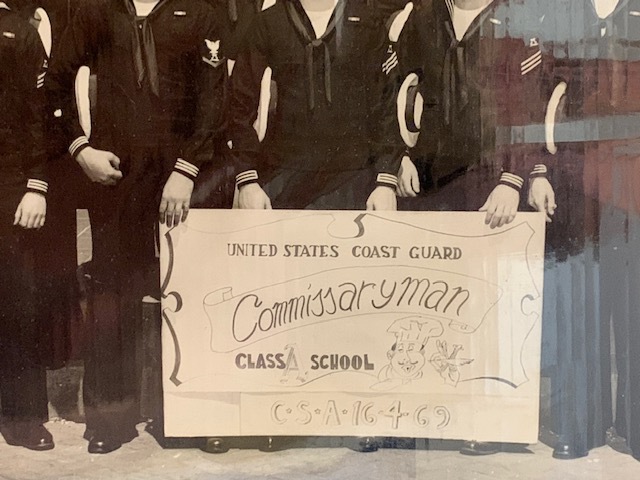 UNITED STATES COAST GUARD
Commissaryman
CLASS A SCHOOL
C•S•A•16-4-69